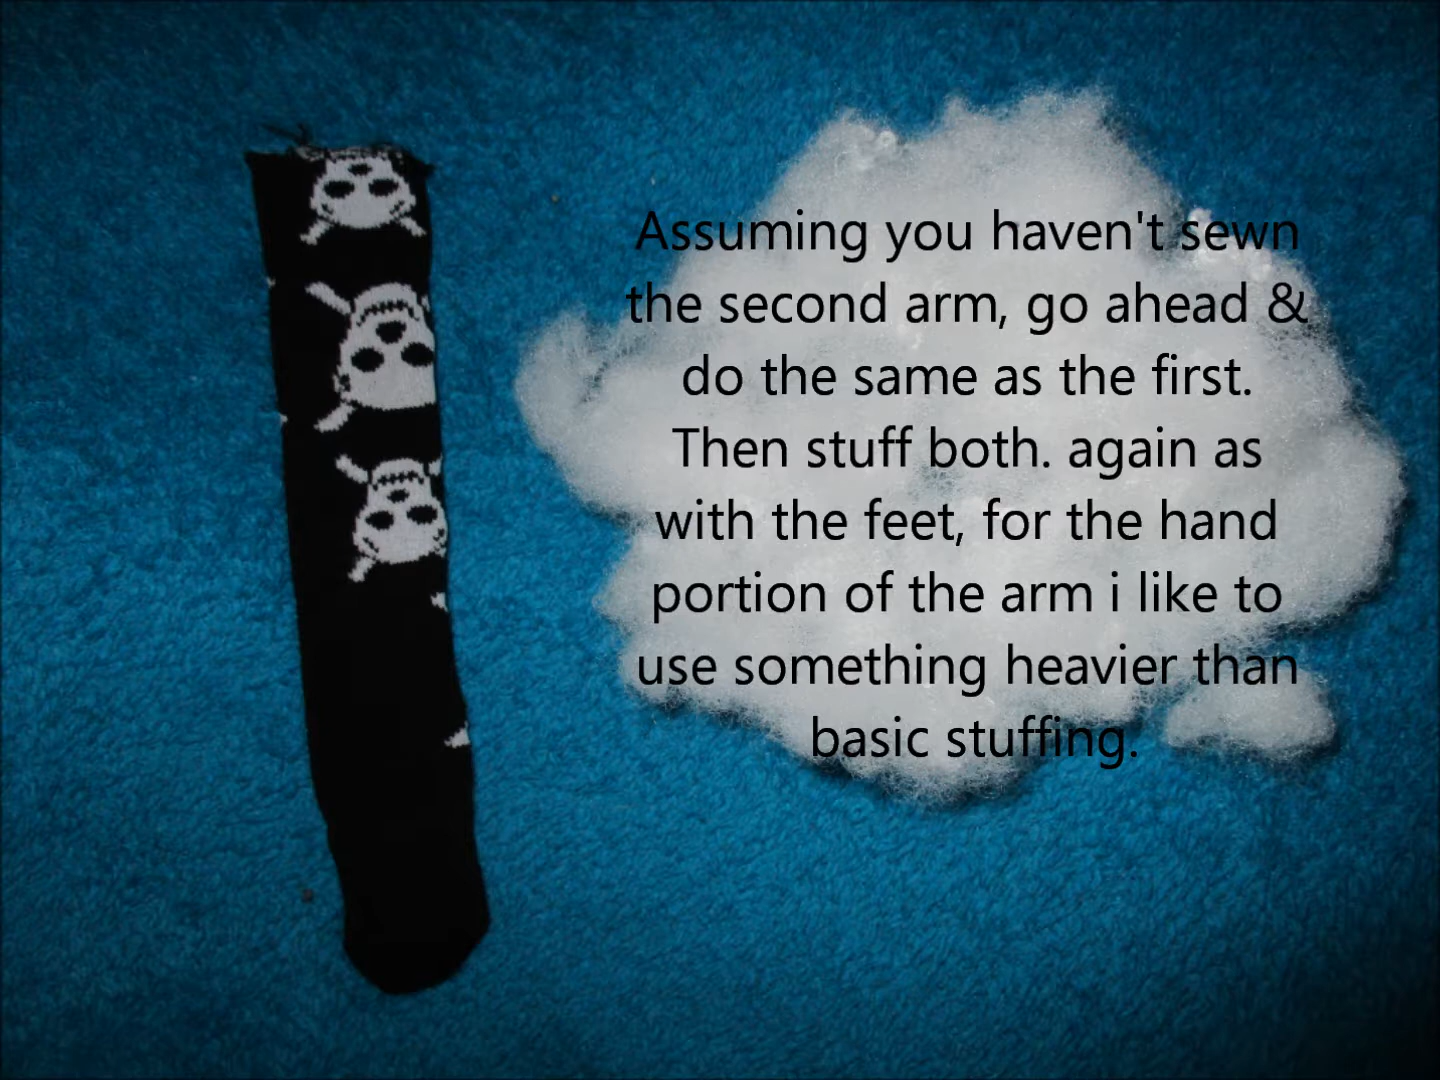 Assuming you haven't sewn
the second arm, go ahead &
do the same as the first.
Then stuff both. again as
with the feet, for the hand
portion of the arm i like to
use something heavier than
basic stuffing.